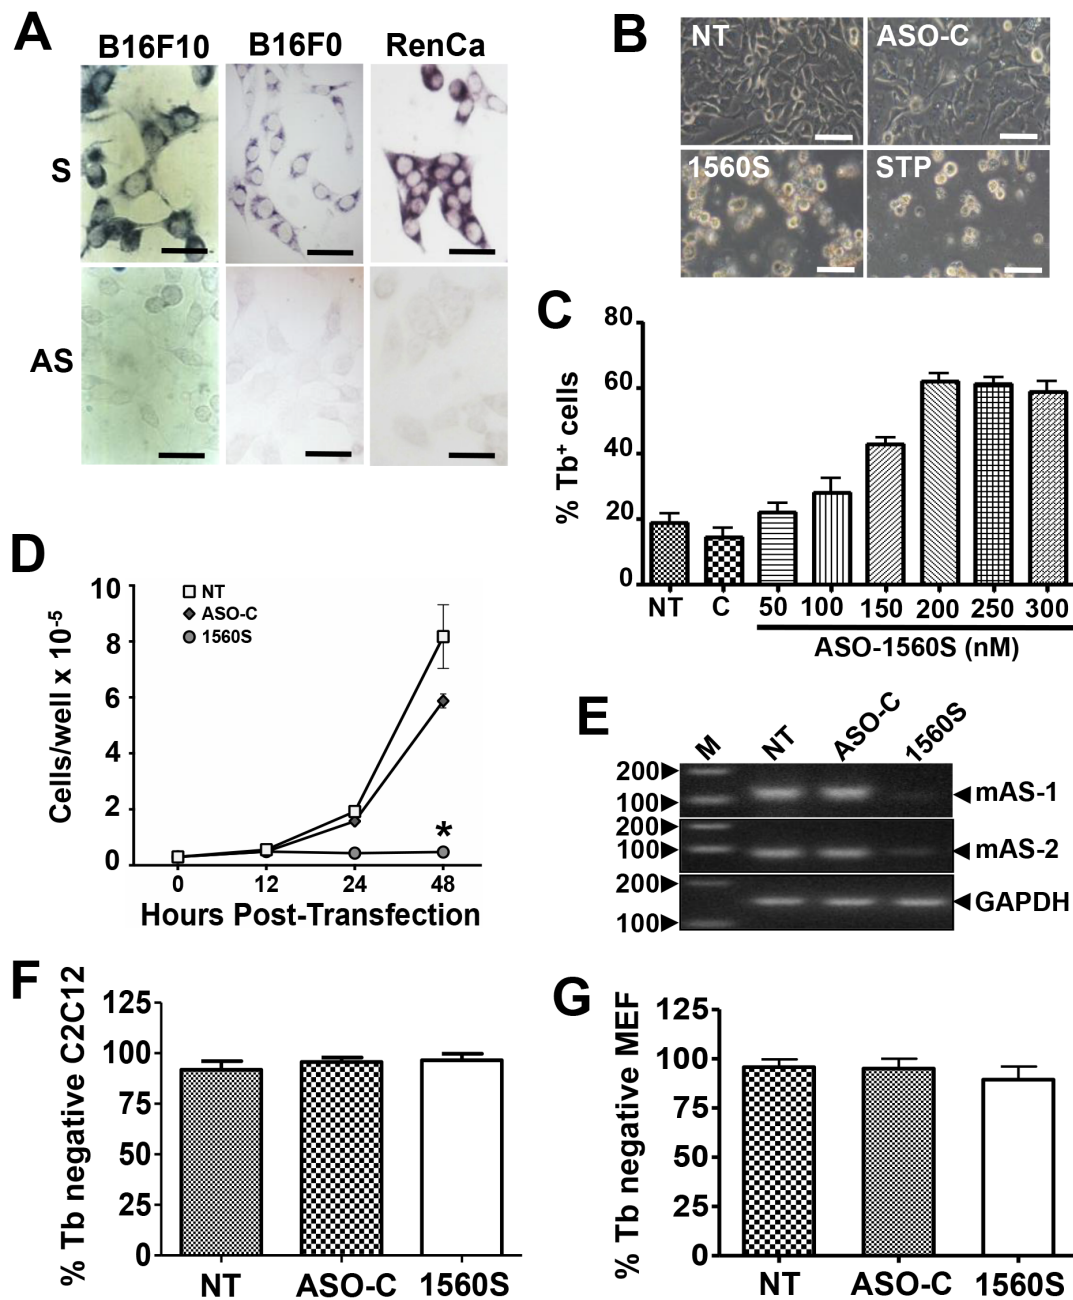 A
B16F10 B16F0 RenCa
S
AS
B
NT ASO-C
1560S STP
C
% Tb⁺ cells
80
60
40
20
0
NT C 50 100 150 200 250 300
ASO-1560S (nM)
D
Cells/well x 10⁻⁵
10
8
6
4
2
0
NT
ASO-C
1560S
*
0 12 24 48
Hours Post-Transfection
E
M NT ASO-C 1560S
200
100
mAS-1
200
100
mAS-2
200
100
GAPDH
F
% Tb negative C2C12
125
100
75
50
25
0
NT ASO-C 1560S
G
% Tb negative MEF
125
100
75
50
25
0
NT ASO-C 1560S